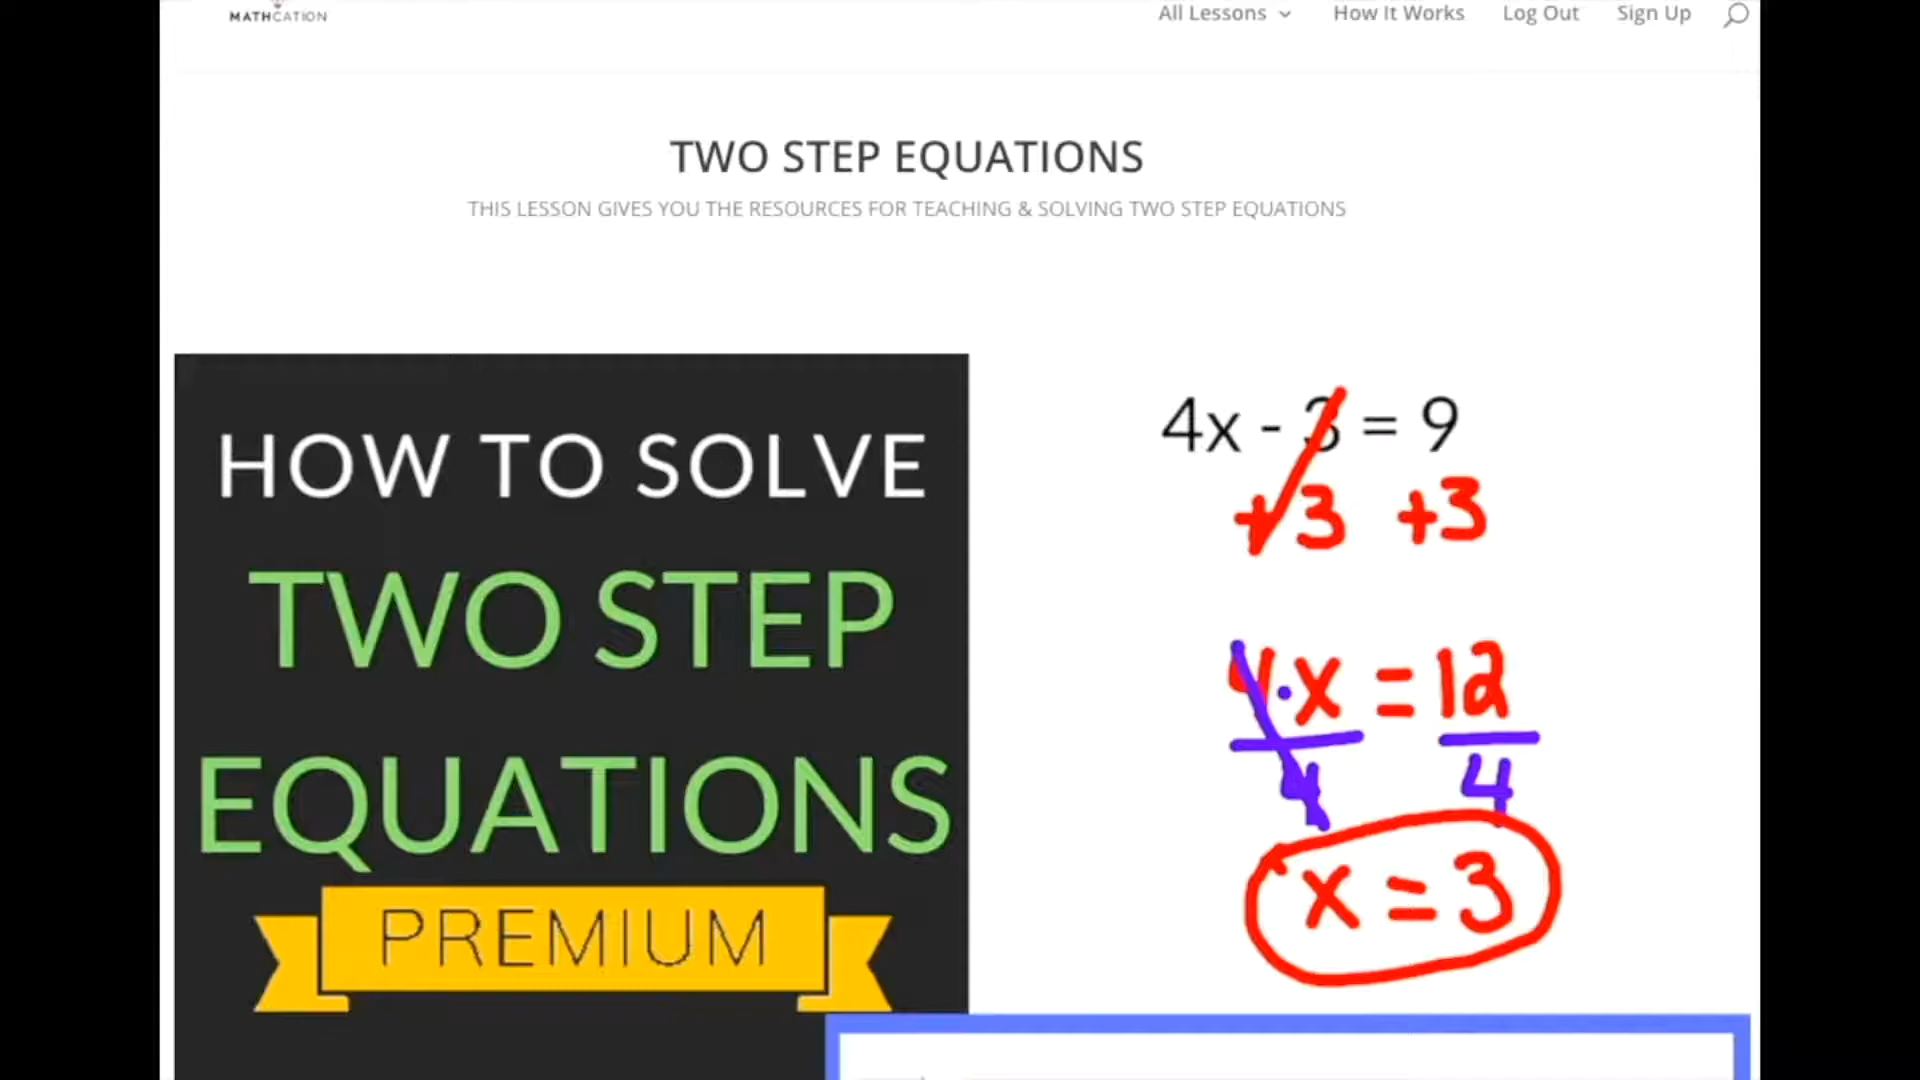 MATHCATION
All Lessons How It Works Log Out Sign Up
TWO STEP EQUATIONS
THIS LESSON GIVES YOU THE RESOURCES FOR TEACHING & SOLVING TWO STEP EQUATIONS
HOW TO SOLVE
TWO STEP
EQUATIONS
PREMIUM
4x - 3 = 9
+3 +3
4·x = 12
4 4
x = 3